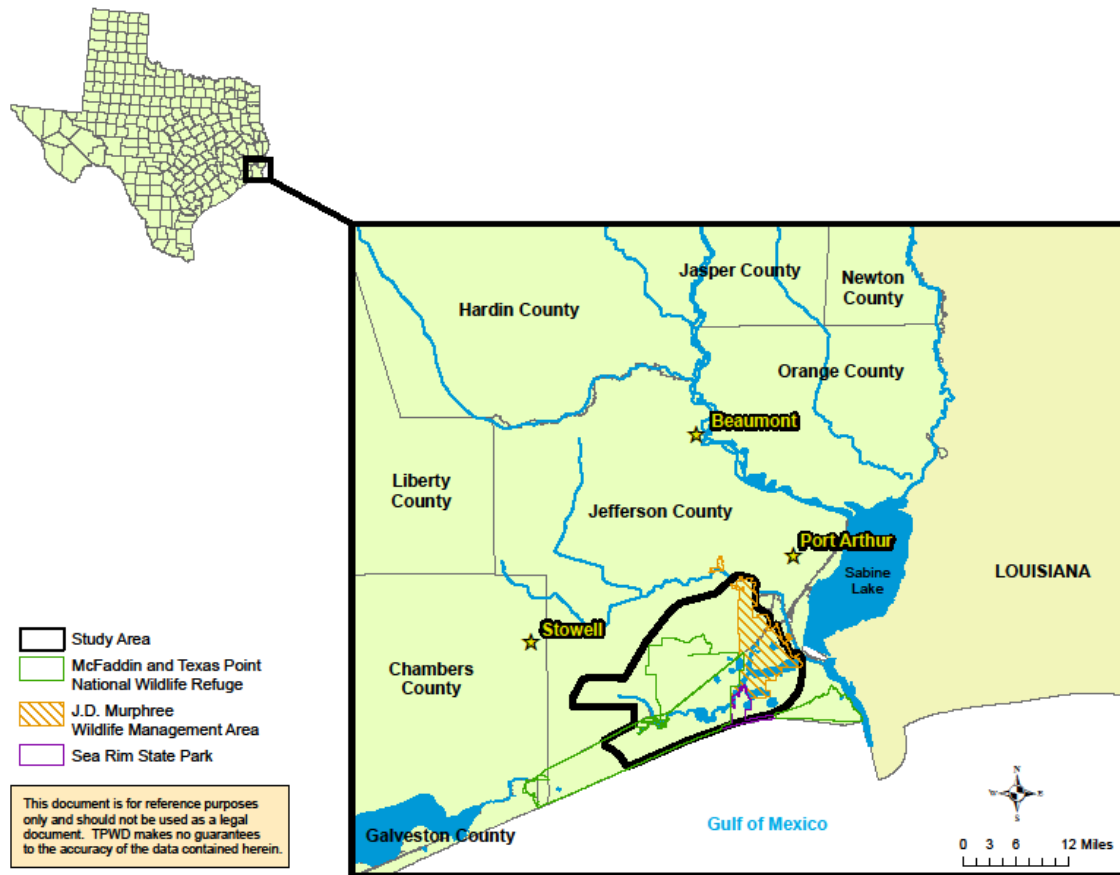 Jasper County
Newton
County
Hardin County
Orange County
Beaumont
Liberty
County
Jefferson County
Port Arthur
Sabine
Lake
LOUISIANA
Stowell
Chambers
County
Study Area
McFaddin and Texas Point
National Wildlife Refuge
J.D. Murphree
Wildlife Management Area
Sea Rim State Park
This document is for reference purposes
only and should not be used as a legal
document. TPWD makes no guarantees
to the accuracy of the data contained herein.
Galveston County
Gulf of Mexico
N
W
E
S
0 3 6 12 Miles